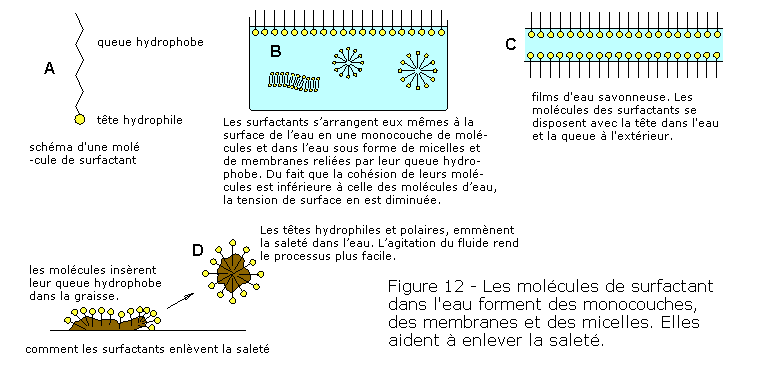 A
queue hydrophobe
tête hydrophile
schéma d'une molé
-cule de surfactant
B
Les surfactants s'arrangent eux mêmes à la
surface de l'eau en une monocouche de molé-
cules et dans l'eau sous forme de micelles et
de membranes reliées par leur queue hydro-
phobe. Du fait que la cohésion de leurs molé-
cules est inférieure à celle des molécules d'eau,
la tension de surface en est diminuée.
C
films d'eau savonneuse. Les
molécules des surfactants se
disposent avec la tête dans l'eau
et la queue à l'extérieur.
D
Les têtes hydrophiles et polaires, emmènent
la saleté dans l'eau. L'agitation du fluide rend
le processus plus facile.
les molécules insèrent
leur queue hydrophobe
dans la graisse.
comment les surfactants enlèvent la saleté
Figure 12 - Les molécules de surfactant
dans l'eau forment des monocouches,
des membranes et des micelles. Elles
aident à enlever la saleté.